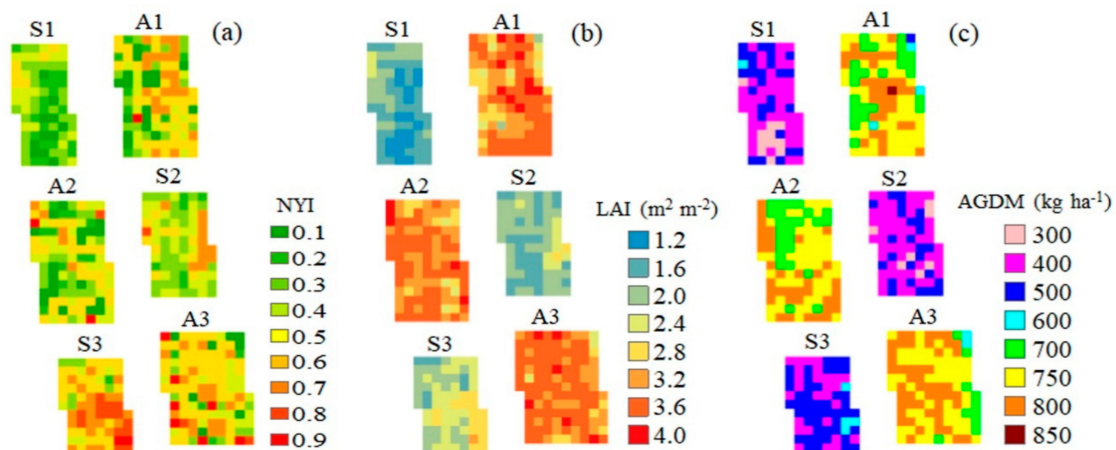 S1
A1
(a)
A2
S2
S3
A3
NYI
0.1
0.2
0.3
0.4
0.5
0.6
0.7
0.8
0.9
S1
A1
(b)
A2
S2
S3
A3
LAI (m² m⁻²)
1.2
1.6
2.0
2.4
2.8
3.2
3.6
4.0
S1
A1
(c)
A2
S2
S3
A3
AGDM (kg ha⁻¹)
300
400
500
600
700
750
800
850